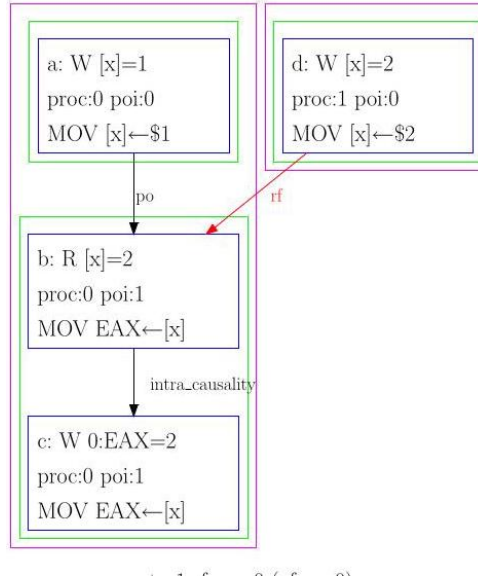 a: W [x]=1
proc:0 poi:0
MOV [x]←$1
d: W [x]=2
proc:1 poi:0
MOV [x]←$2
po
rf
b: R [x]=2
proc:0 poi:1
MOV EAX←[x]
intra_causality
c: W 0:EAX=2
proc:0 poi:1
MOV EAX←[x]